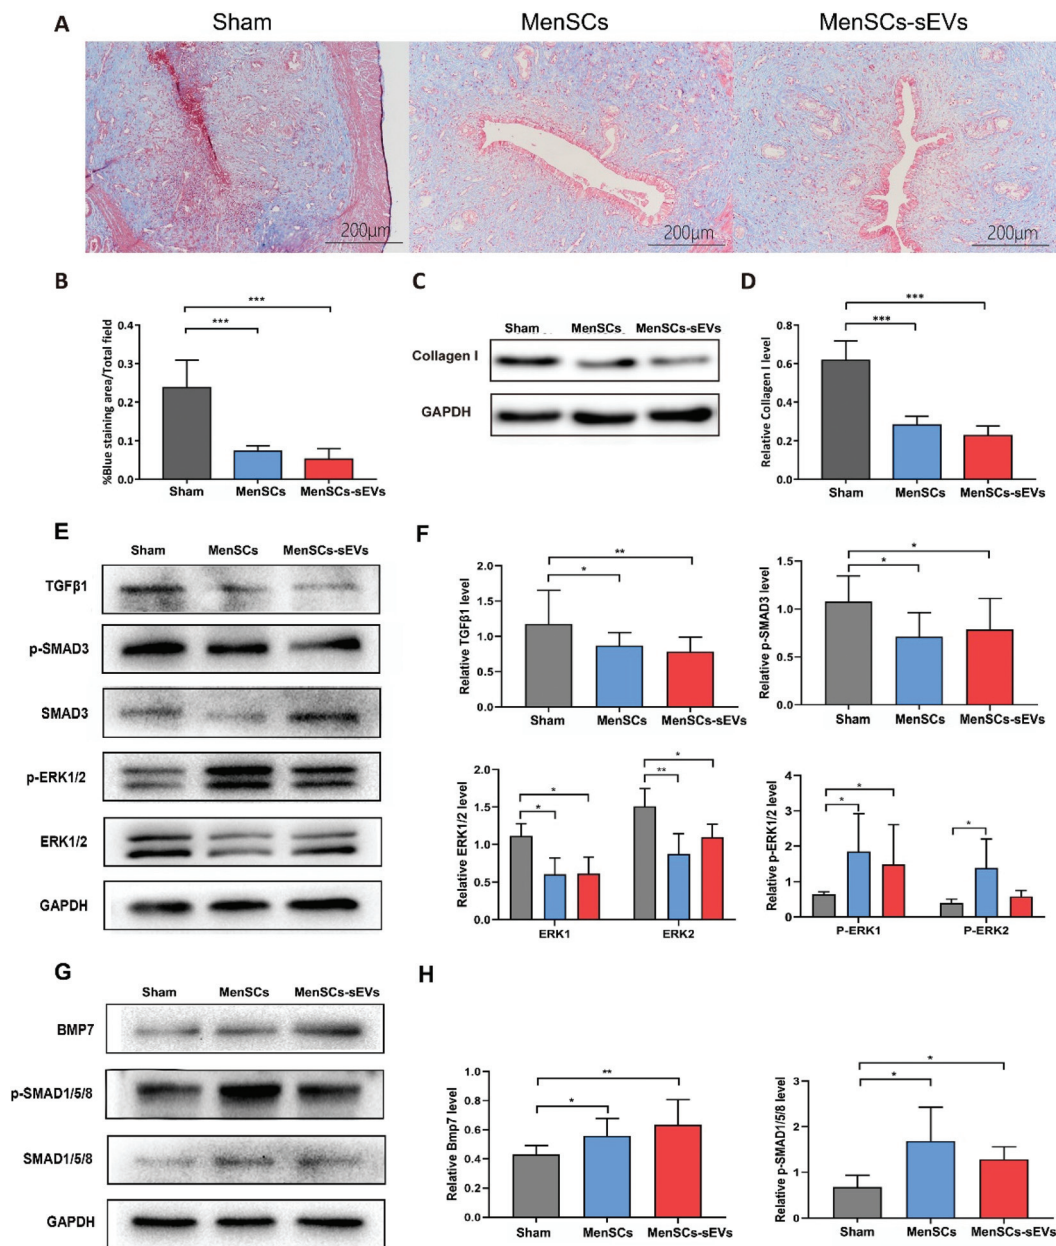 A
Sham
MenSCs
MenSCs-sEVs
200μm
200μm
200μm
B
%Blue staining area/Total field
0.4
0.3
0.2
0.1
0.0
***
***
Sham
MenSCs
MenSCs-sEVs
C
Sham
MenSCs
MenSCs-sEVs
Collagen I
GAPDH
D
Relative Collagen I level
0.8
0.6
0.4
0.2
0.0
***
***
Sham
MenSCs
MenSCs-sEVs
E
Sham
MenSCs
MenSCs-sEVs
TGFβ1
p-SMAD3
SMAD3
p-ERK1/2
ERK1/2
GAPDH
F
Relative TGFβ1 level
2.0
1.5
1.0
0.5
0.0
**
*
Sham
MenSCs
MenSCs-sEVs
Relative p-SMAD3 level
1.5
1.0
0.5
0.0
*
*
Sham
MenSCs
MenSCs-sEVs
Relative ERK1/2 level
2.0
1.5
1.0
0.5
0.0
*
*
*
**
ERK1
ERK2
Relative p-ERK1/2 level
6
4
2
0
*
*
*
P-ERK1
P-ERK2
G
Sham
MenSCs
MenSCs-sEVs
BMP7
p-SMAD1/5/8
SMAD1/5/8
GAPDH
H
Relative Bmp7 level
1.0
0.8
0.6
0.4
0.2
0.0
**
*
Sham
MenSCs
MenSCs-sEVs
Relative p-SMAD1/5/8 level
3
2
1
0
*
*
Sham
MenSCs
MenSCs-sEVs